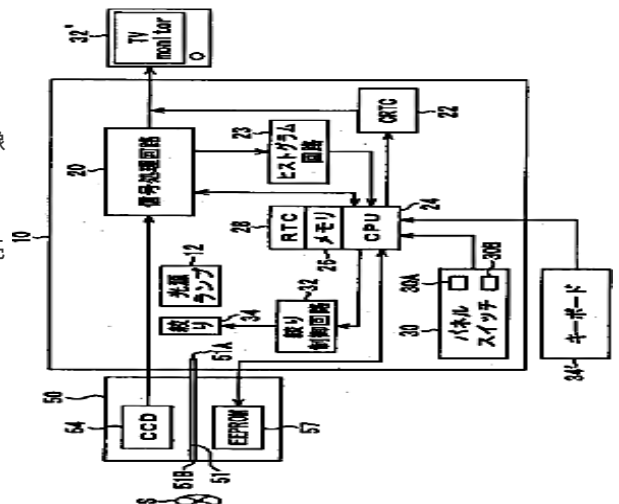 S
54
50
51B
51
57
CCD
EEPROM
51A
10
34
12
32
絞り
光源
ランプ
絞り
制御回路
20
信号処理回路
28
RTC
26
メモリ
CPU
24
23
ヒストグラム
回路
CRTC
22
30
30A
30B
パネル
スイッチ
34'
キーボード
32'
TV
monitor